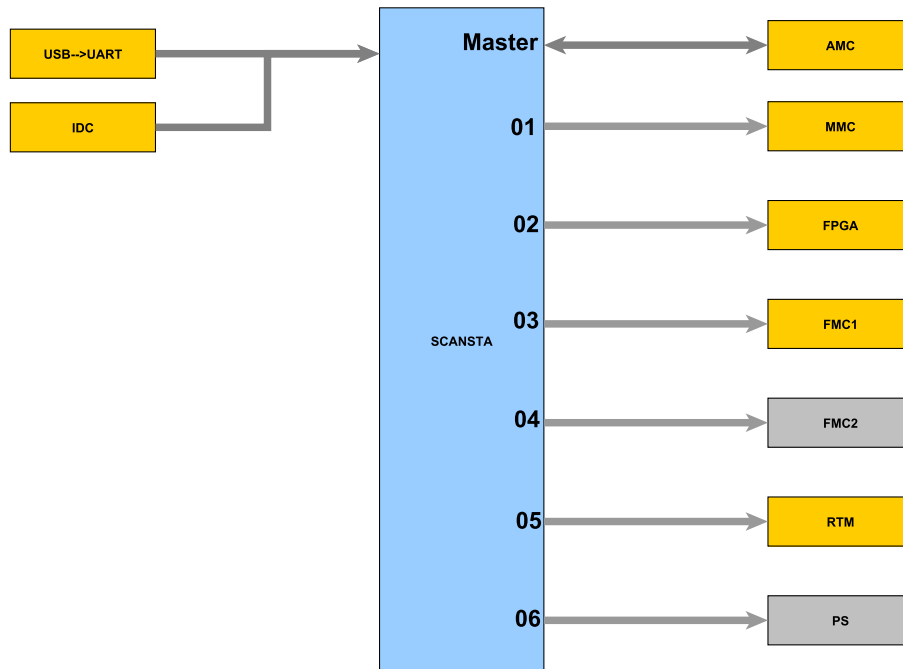 USB-->UART
IDC
SCANSTA
Master
01
02
03
04
05
06
AMC
MMC
FPGA
FMC1
FMC2
RTM
PS